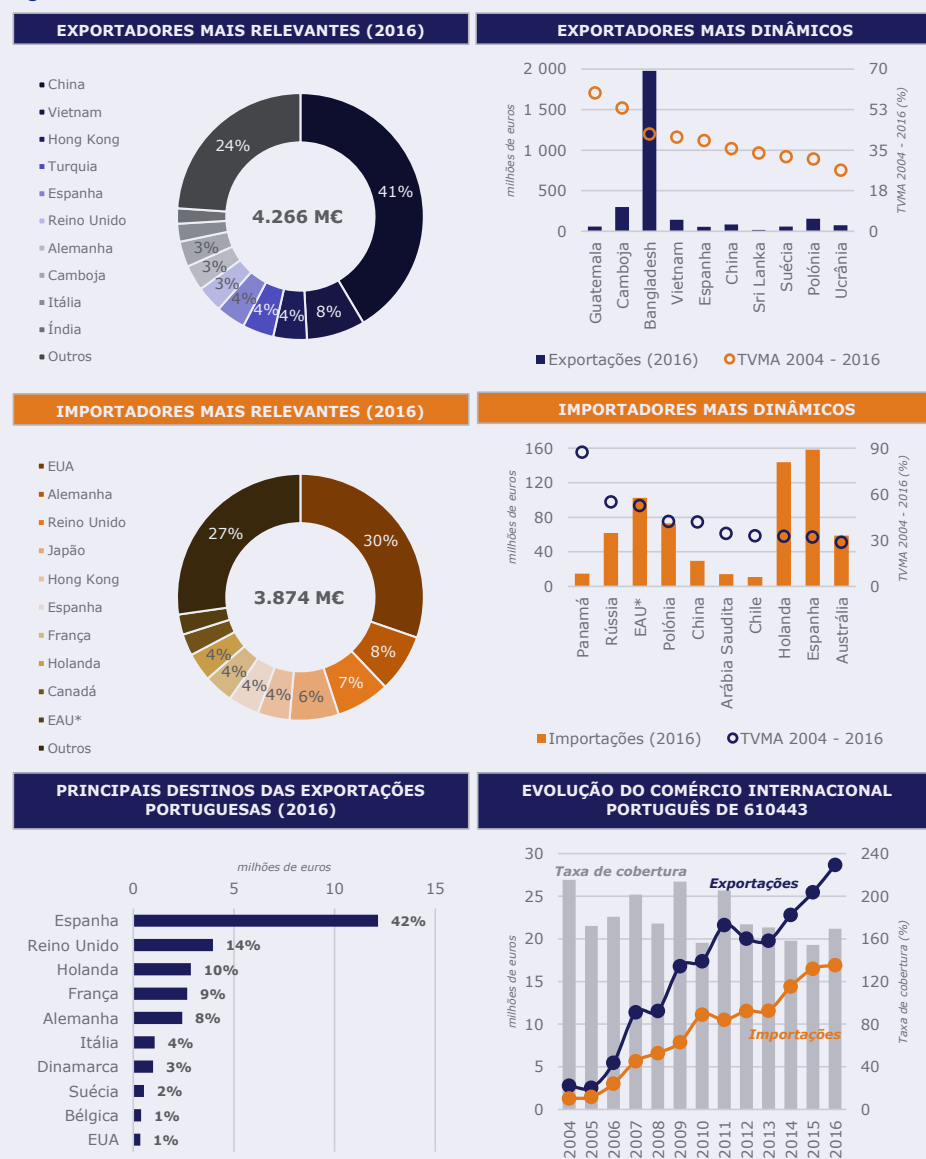 EXPORTADORES MAIS RELEVANTES (2016)
China
Vietnam
Hong Kong
Turquia
Espanha
Reino Unido
Alemanha
Camboja
Itália
Índia
Outros
24%
41%
4.266 M€
3%
3%
3%
4%
4%
4%
8%
EXPORTADORES MAIS DINÂMICOS
milhões de euros
2 000
1 500
1 000
500
0
70
53
35
18
0
TVMA 2004 - 2016 (%)
Guatemala
Camboja
Bangladesh
Vietnam
Espanha
China
Sri Lanka
Suécia
Polónia
Ucrânia
Exportações (2016)
TVMA 2004 - 2016
IMPORTADORES MAIS RELEVANTES (2016)
EUA
Alemanha
Reino Unido
Japão
Hong Kong
Espanha
França
Holanda
Canadá
EAU*
Outros
27%
30%
3.874 M€
4%
4%
4%
4%
6%
7%
8%
IMPORTADORES MAIS DINÂMICOS
milhões de euros
160
120
80
40
0
90
60
30
0
TVMA 2004 - 2016 (%)
Panamá
Rússia
EAU*
Polónia
China
Arábia Saudita
Chile
Holanda
Espanha
Austrália
Importações (2016)
TVMA 2004 - 2016
PRINCIPAIS DESTINOS DAS EXPORTAÇÕES
PORTUGUESAS (2016)
milhões de euros
0 5 10 15
Espanha 42%
Reino Unido 14%
Holanda 10%
França 9%
Alemanha 8%
Itália 4%
Dinamarca 3%
Suécia 2%
Bélgica 1%
EUA 1%
EVOLUÇÃO DO COMÉRCIO INTERNACIONAL
PORTUGUÊS DE 610443
milhões de euros
30
25
20
15
10
5
0
240
200
160
120
80
40
0
Taxa de cobertura (%)
Taxa de cobertura
Exportações
Importações
2004
2005
2006
2007
2008
2009
2010
2011
2012
2013
2014
2015
2016